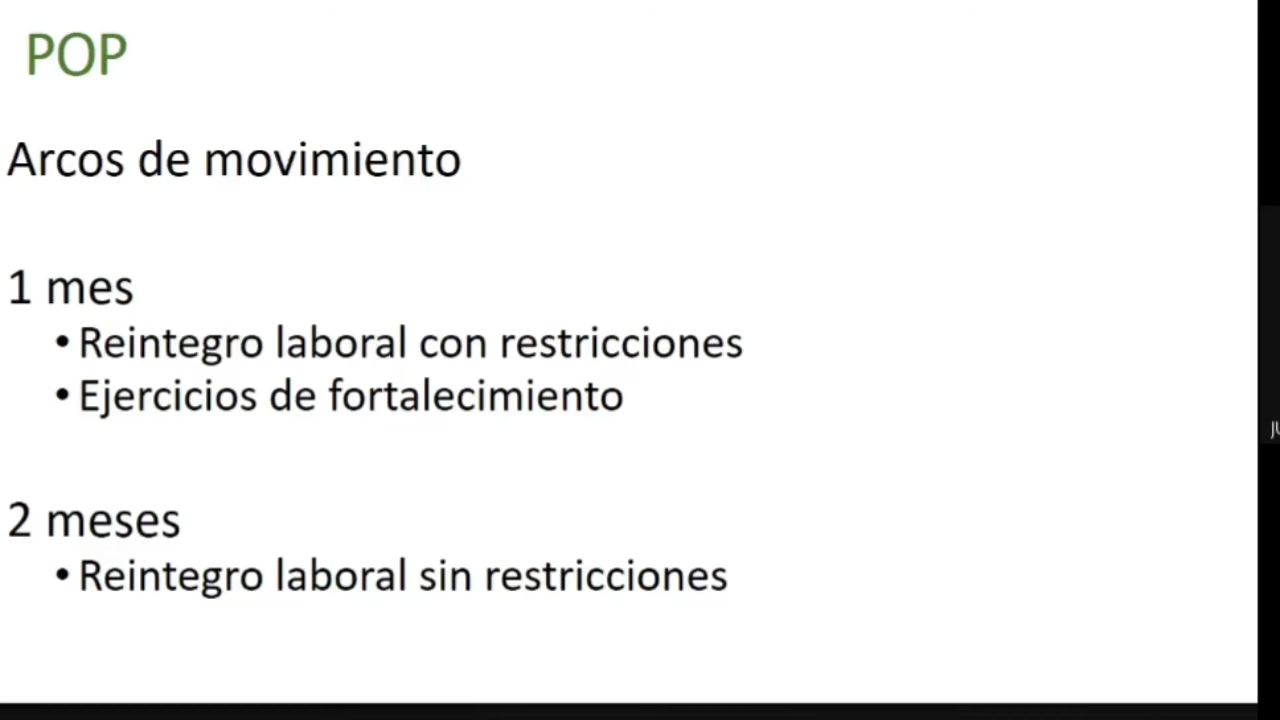 POP
Arcos de movimiento
1 mes
• Reintegro laboral con restricciones
• Ejercicios de fortalecimiento
2 meses
• Reintegro laboral sin restricciones